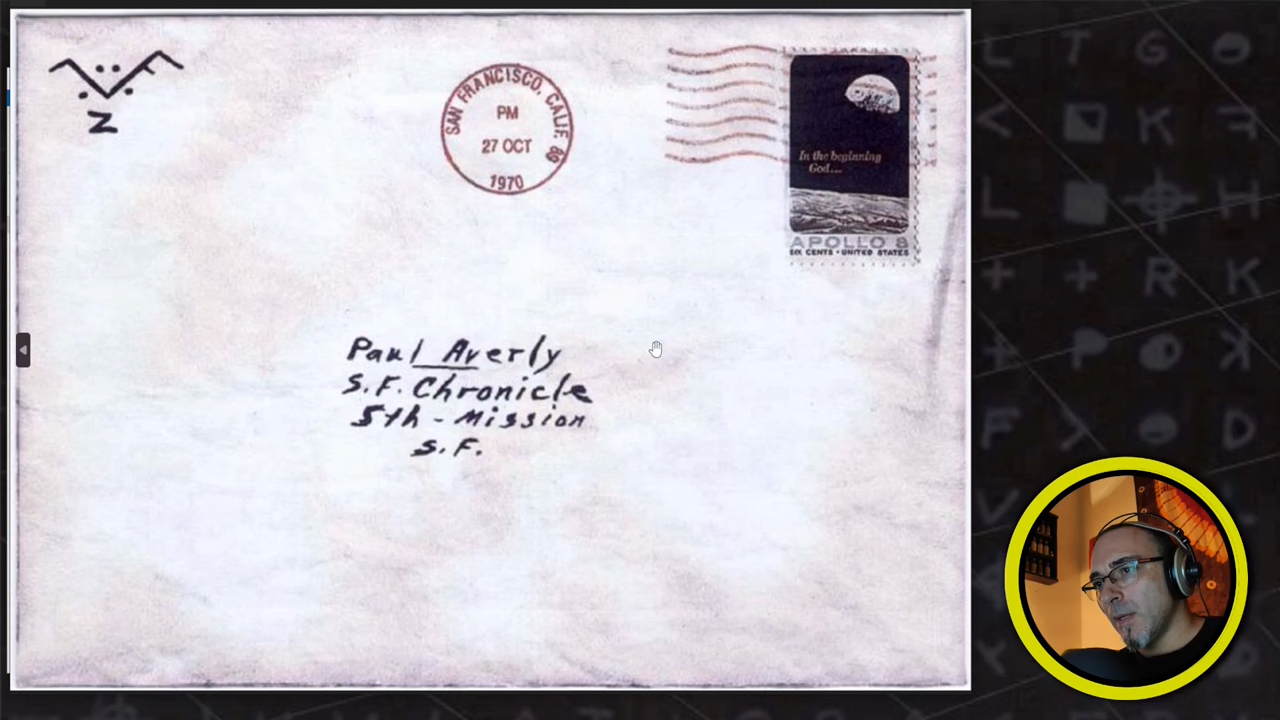 SAN FRANCISCO, CALIF. 89
PM
27 OCT
1970
In the beginning
God...
APOLLO 8
SIX CENTS · UNITED STATES
Z
Paul Averly
S.F. Chronicle
5th - Mission
S.F.
L T G
K
L H
+ + R K
P
F D